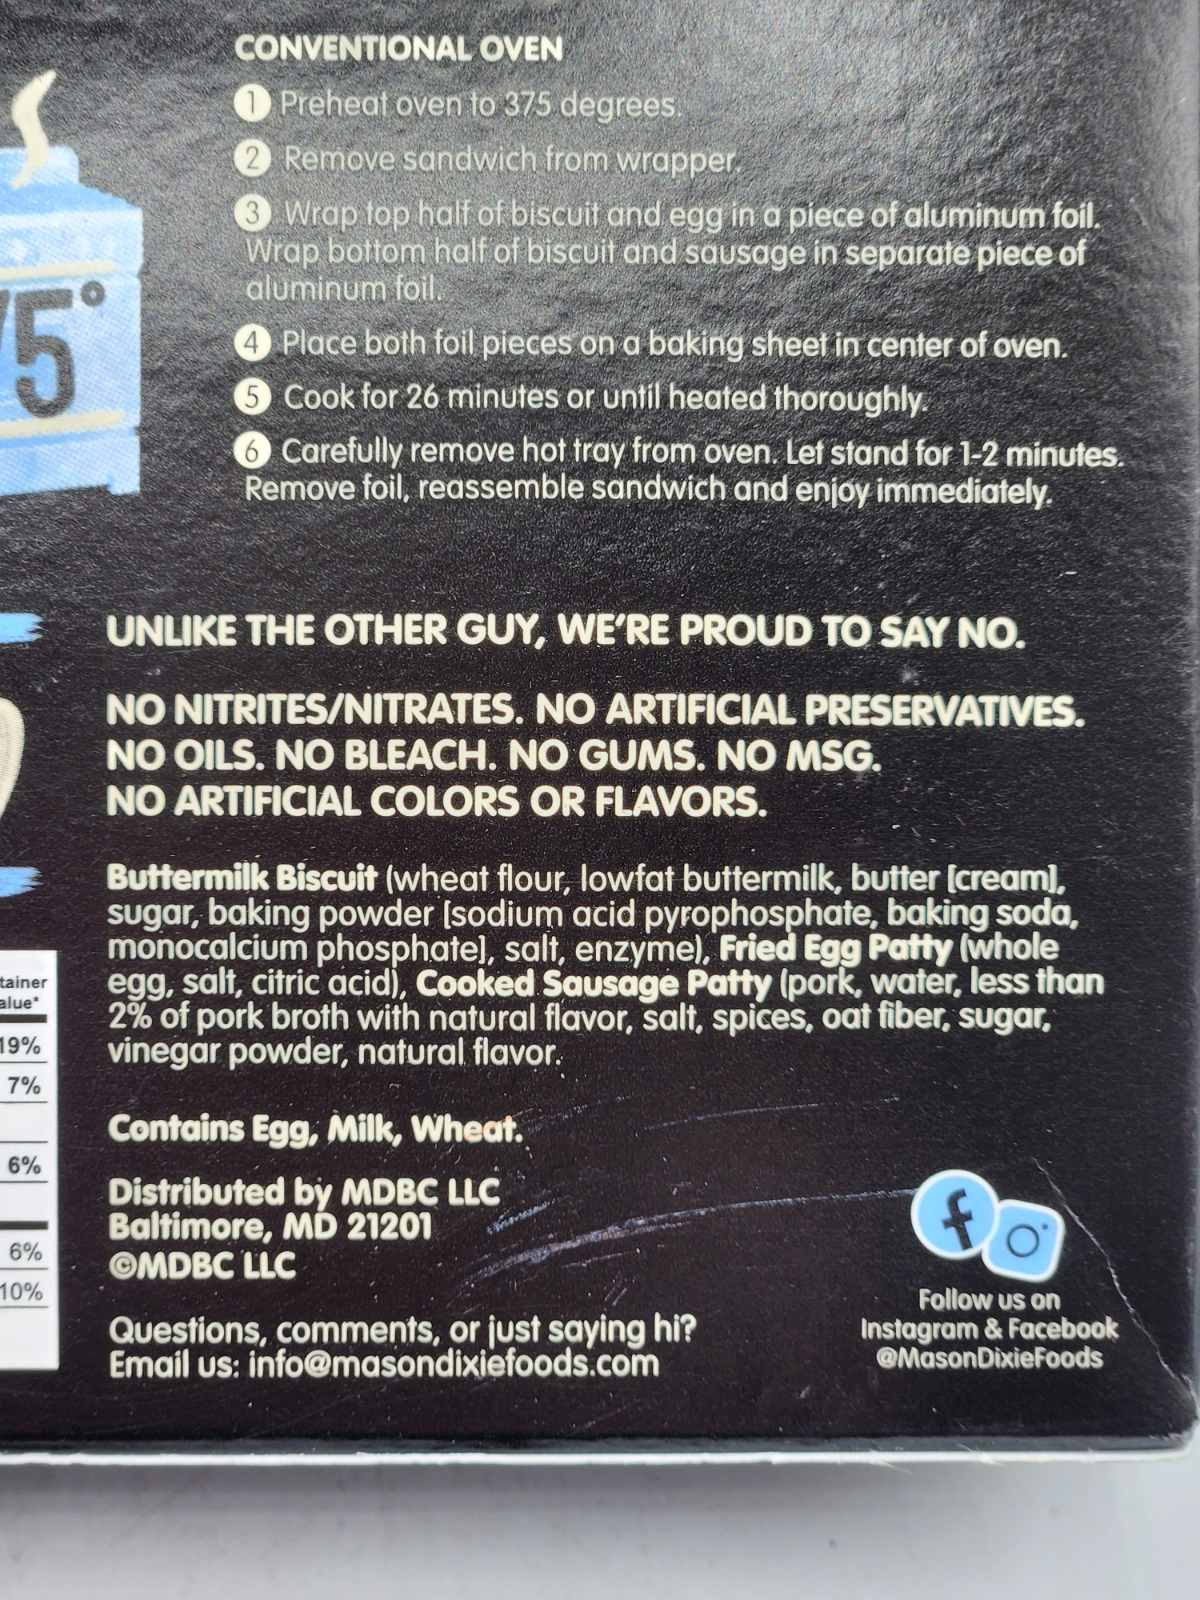 CONVENTIONAL OVEN
1 Preheat oven to 375 degrees.
2 Remove sandwich from wrapper.
3 Wrap top half of biscuit and egg in a piece of aluminum foil.
Wrap bottom half of biscuit and sausage in separate piece of
aluminum foil.
4 Place both foil pieces on a baking sheet in center of oven.
5 Cook for 26 minutes or until heated thoroughly.
6 Carefully remove hot tray from oven. Let stand for 1-2 minutes.
Remove foil, reassemble sandwich and enjoy immediately.
75°
UNLIKE THE OTHER GUY, WE'RE PROUD TO SAY NO.
NO NITRITES/NITRATES. NO ARTIFICIAL PRESERVATIVES.
NO OILS. NO BLEACH. NO GUMS. NO MSG.
NO ARTIFICIAL COLORS OR FLAVORS.
Buttermilk Biscuit (wheat flour, lowfat buttermilk, butter [cream],
sugar, baking powder [sodium acid pyrophosphate, baking soda,
monocalcium phosphate], salt, enzyme), Fried Egg Patty (whole
egg, salt, citric acid), Cooked Sausage Patty (pork, water, less than
2% of pork broth with natural flavor, salt, spices, oat fiber, sugar,
vinegar powder, natural flavor.
Contains Egg, Milk, Wheat.
Distributed by MDBC LLC
Baltimore, MD 21201
©MDBC LLC
Questions, comments, or just saying hi?
Email us: info@masondixiefoods.com
tainer
alue*
19%
7%
6%
6%
10%
Follow us on
Instagram & Facebook
@MasonDixieFoods